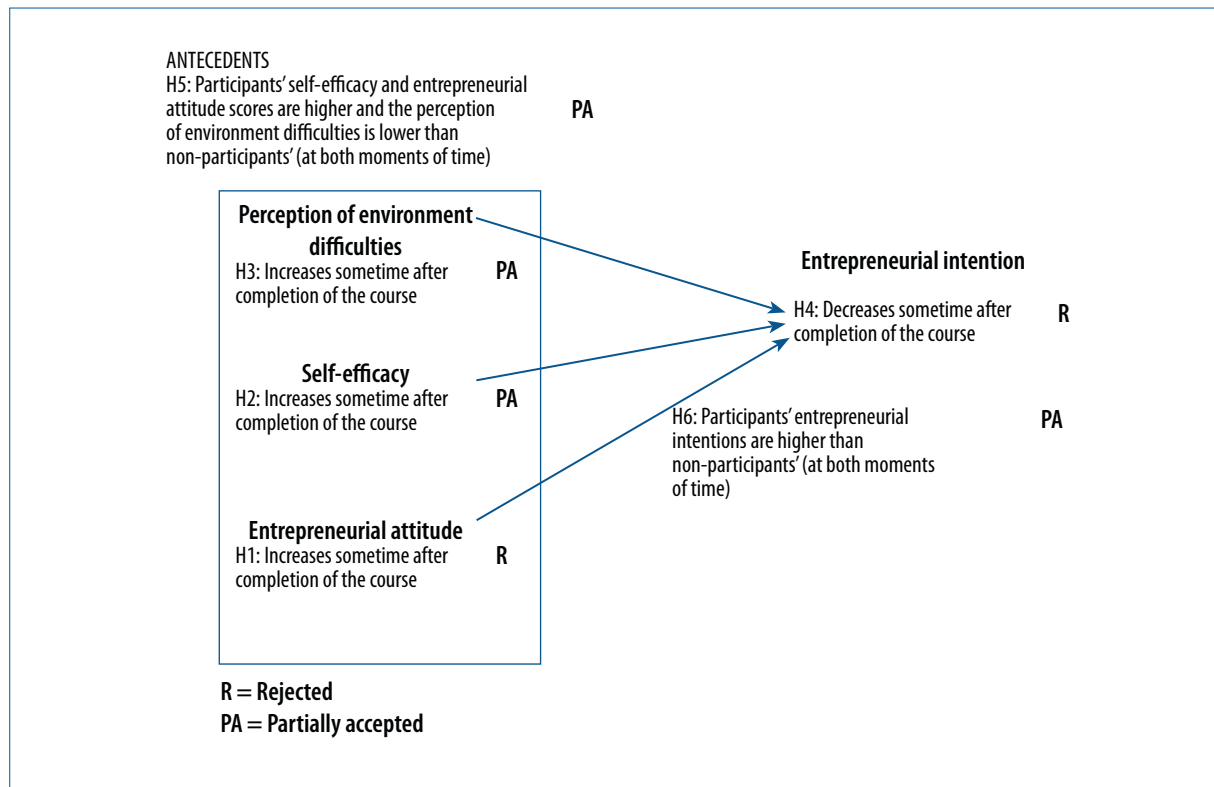 ANTECEDENTS
H5: Participants’ self-efficacy and entrepreneurial
attitude scores are higher and the perception
of environment difficulties is lower than
non-participants’ (at both moments of time)
PA
Perception of environment
difficulties
H3: Increases sometime after
completion of the course
PA
Self-efficacy
H2: Increases sometime after
completion of the course
PA
Entrepreneurial attitude
H1: Increases sometime after
completion of the course
R
Entrepreneurial intention
H4: Decreases sometime after
completion of the course
R
H6: Participants’ entrepreneurial
intentions are higher than
non-participants’ (at both moments
of time)
PA
R = Rejected
PA = Partially accepted